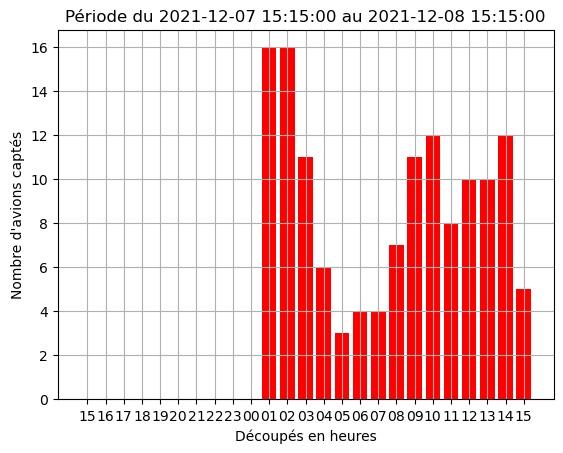 Période du 2021-12-07 15:15:00 au 2021-12-08 15:15:00
Nombre d'avions captés
16
14
12
10
8
6
4
2
0
15 16 17 18 19 20 21 22 23 00 01 02 03 04 05 06 07 08 09 10 11 12 13 14 15
Découpés en heures